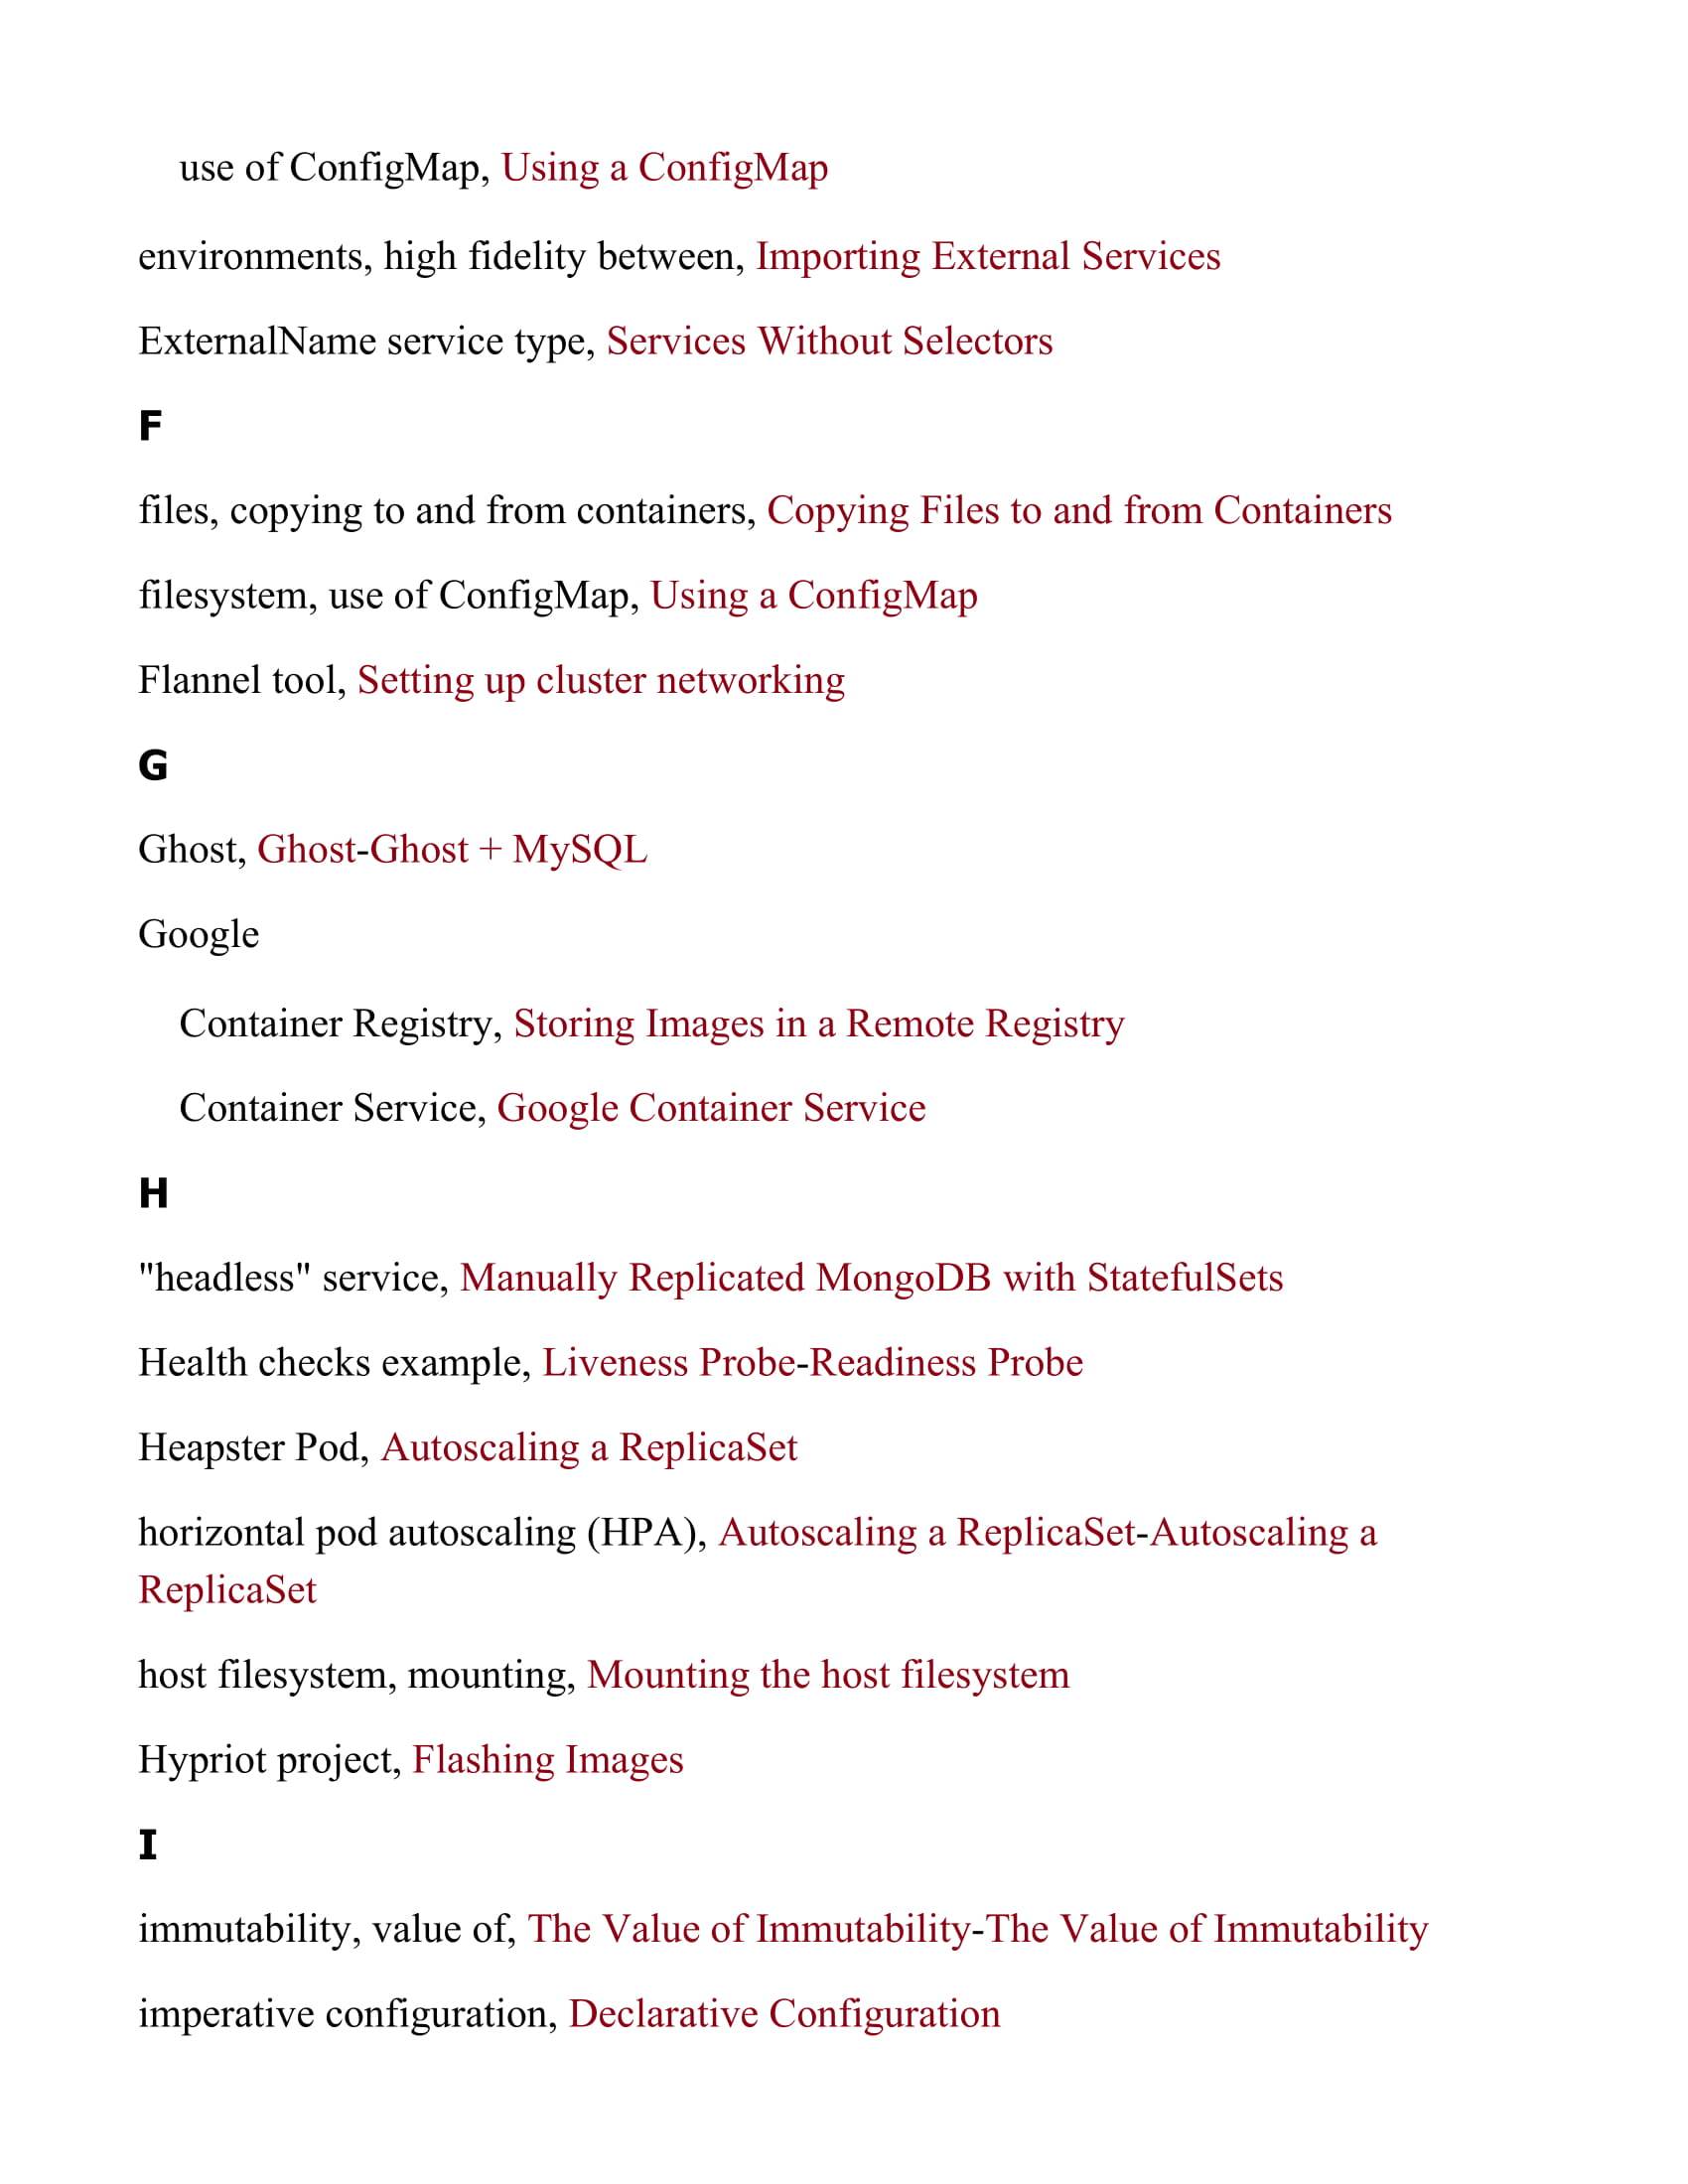 use of ConfigMap, Using a ConfigMap
environments, high fidelity between, Importing External Services
ExternalName service type, Services Without Selectors
F
files, copying to and from containers, Copying Files to and from Containers
filesystem, use of ConfigMap, Using a ConfigMap
Flannel tool, Setting up cluster networking
G
Ghost, Ghost-Ghost + MySQL
Google
Container Registry, Storing Images in a Remote Registry
Container Service, Google Container Service
H
"headless" service, Manually Replicated MongoDB with StatefulSets
Health checks example, Liveness Probe-Readiness Probe
Heapster Pod, Autoscaling a ReplicaSet
horizontal pod autoscaling (HPA), Autoscaling a ReplicaSet-Autoscaling a
ReplicaSet
host filesystem, mounting, Mounting the host filesystem
Hypriot project, Flashing Images
I
immutability, value of, The Value of Immutability-The Value of Immutability
imperative configuration, Declarative Configuration